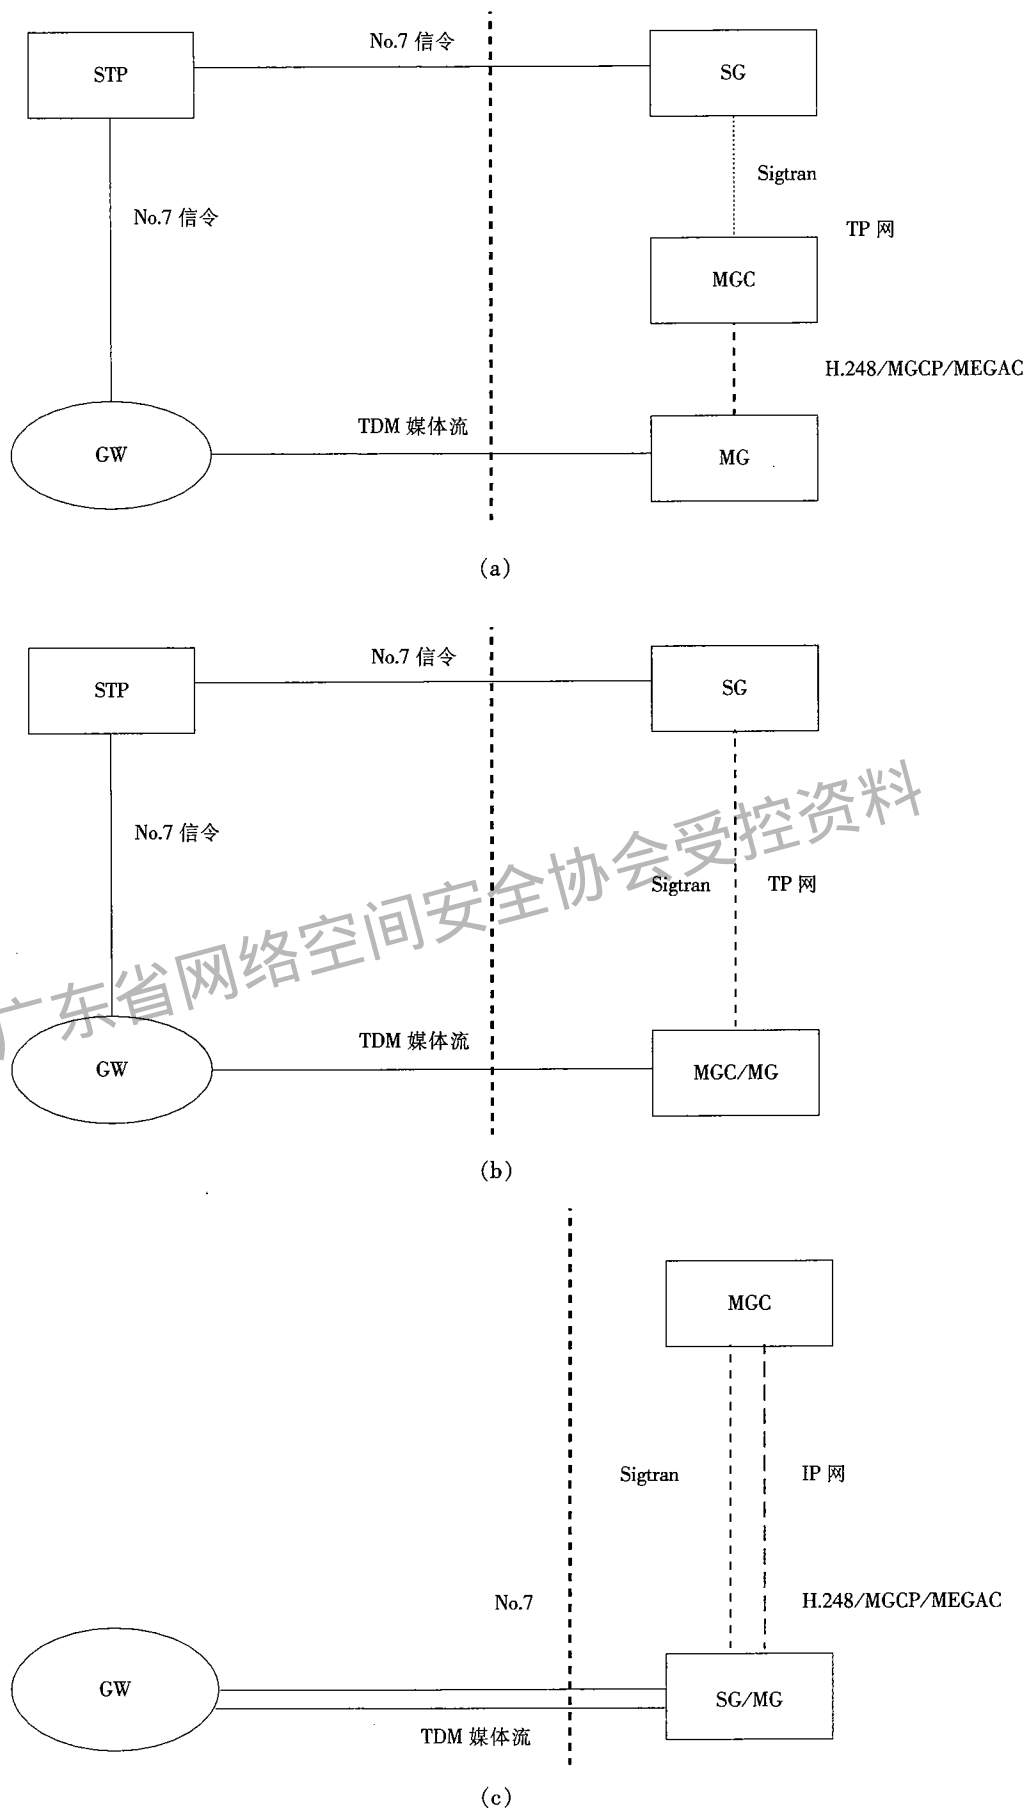 No.7 信令
STP
SG
Sigtran
No.7 信令
TP 网
MGC
H.248/MGCP/MEGAC
TDM 媒体流
GW
MG
(a)
No.7 信令
STP
SG
No.7 信令
Sigtran
TP 网
广东省网络空间安全协会受控资料
TDM 媒体流
GW
MGC/MG
(b)
MGC
Sigtran
IP 网
No.7
H.248/MGCP/MEGAC
GW
SG/MG
TDM 媒体流
(c)